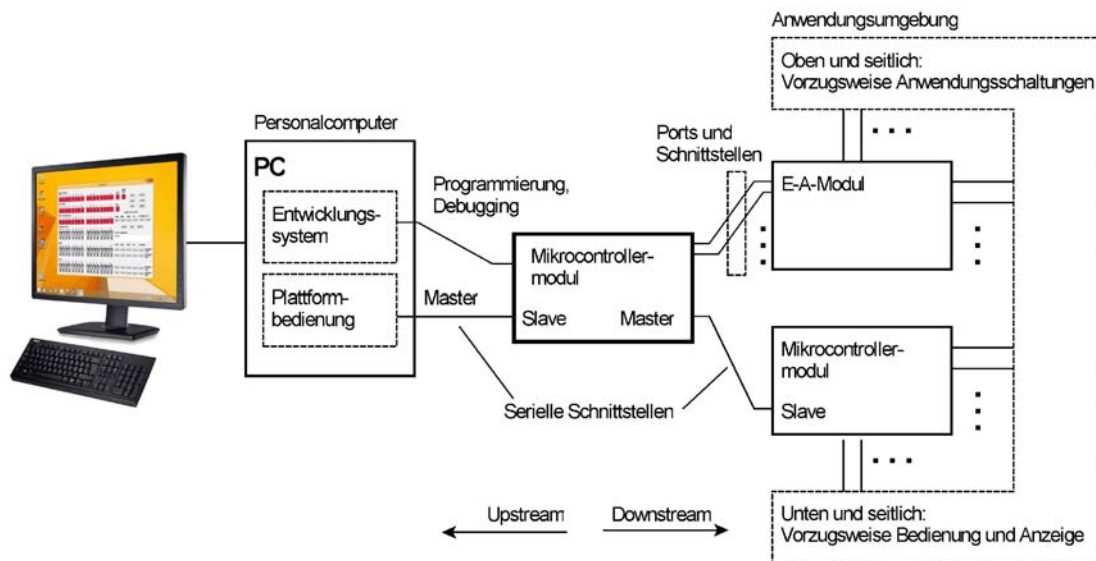 Anwendungsumgebung
Oben und seitlich:
Vorzugsweise Anwendungsschaltungen
Personalcomputer
PC
Entwicklungs-
system
Plattform-
bedienung
Programmierung,
Debugging
Master
Mikrocontroller-
modul
Slave Master
Ports und
Schnittstellen
E-A-Modul
Mikrocontroller-
modul
Slave
Serielle Schnittstellen
Upstream Downstream
Unten und seitlich:
Vorzugsweise Bedienung und Anzeige